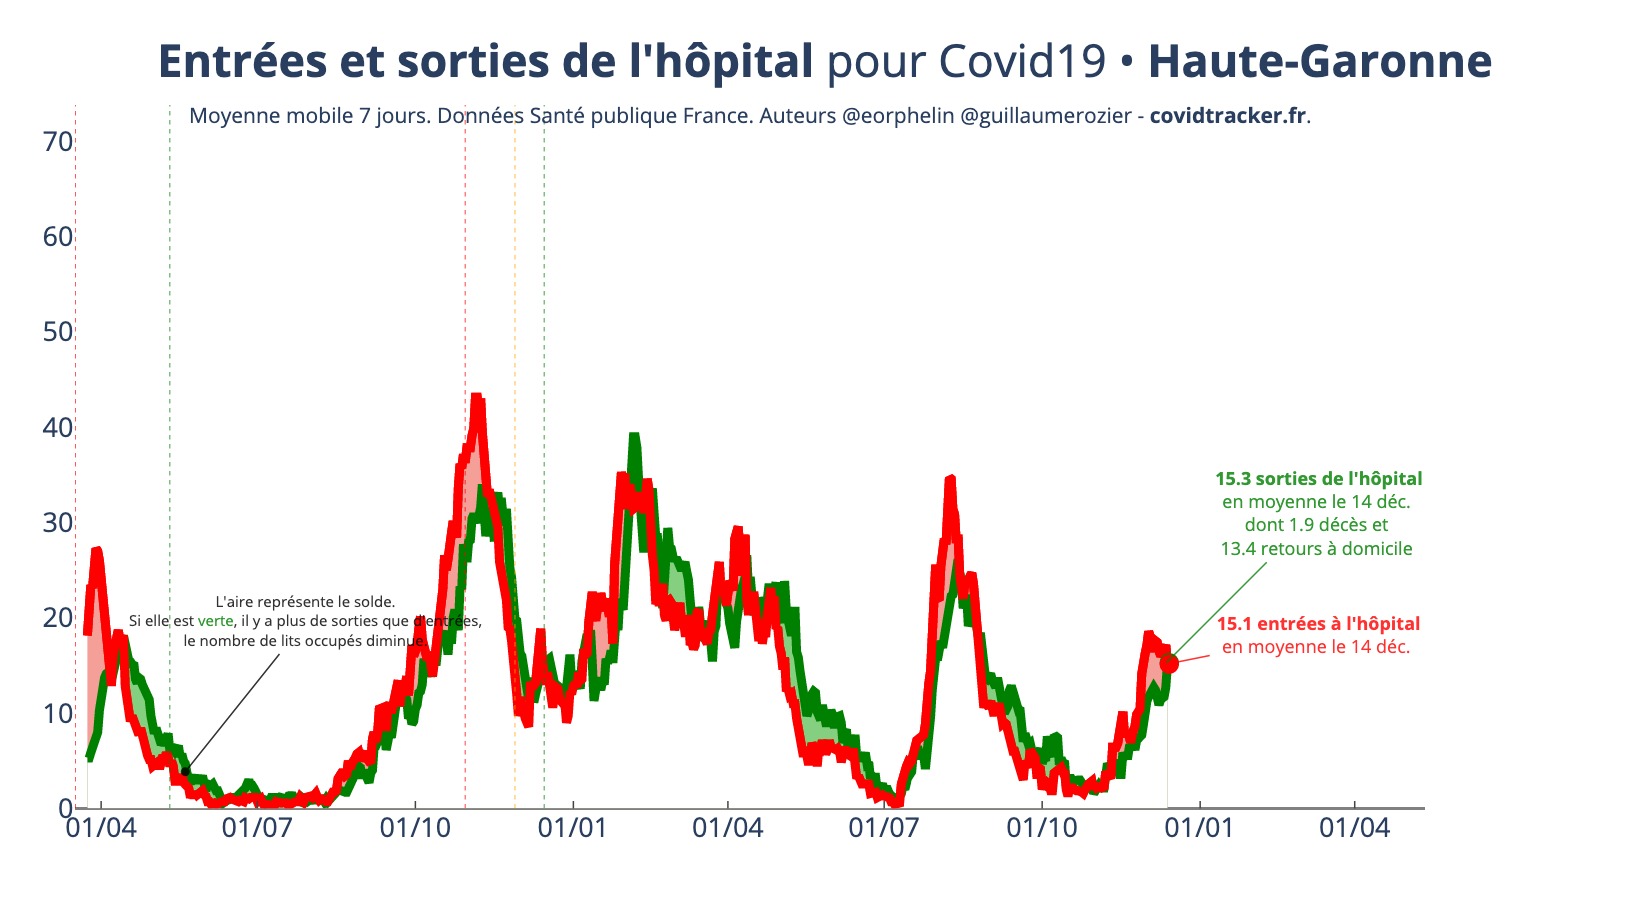 Entrées et sorties de l'hôpital pour Covid19 • Haute-Garonne
Moyenne mobile 7 jours. Données Santé publique France. Auteurs @eorphelin @guillaumerozier - covidtracker.fr.
70
60
50
40
30
20
10
0
15.3 sorties de l'hôpital
en moyenne le 14 déc.
dont 1.9 décès et
13.4 retours à domicile
L'aire représente le solde.
Si elle est verte, il y a plus de sorties que d'entrées,
le nombre de lits occupés diminue.
15.1 entrées à l'hôpital
en moyenne le 14 déc.
01/04 01/07 01/10 01/01 01/04 01/07 01/10 01/01 01/04